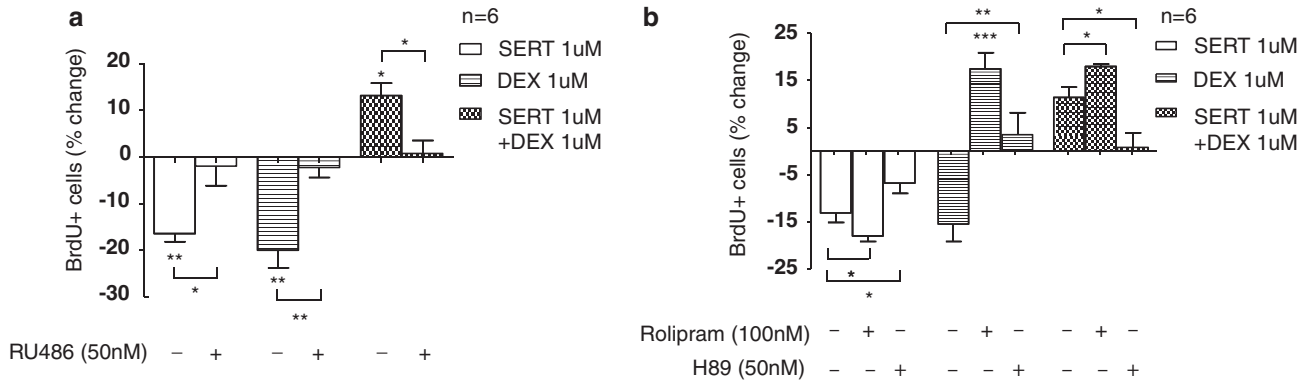 a
n=6
SERT 1uM
DEX 1uM
SERT 1uM
+DEX 1uM
BrdU+ cells (% change)
20
10
0
-10
-20
-30
*
*
**
*
**
**
RU486 (50nM) – + – + – +
b
n=6
SERT 1uM
DEX 1uM
SERT 1uM
+DEX 1uM
BrdU+ cells (% change)
25
15
5
-5
-15
-25
**
***
*
*
*
*
Rolipram (100nM) – + – – + – – + –
H89 (50nM) – – + – – + – – +